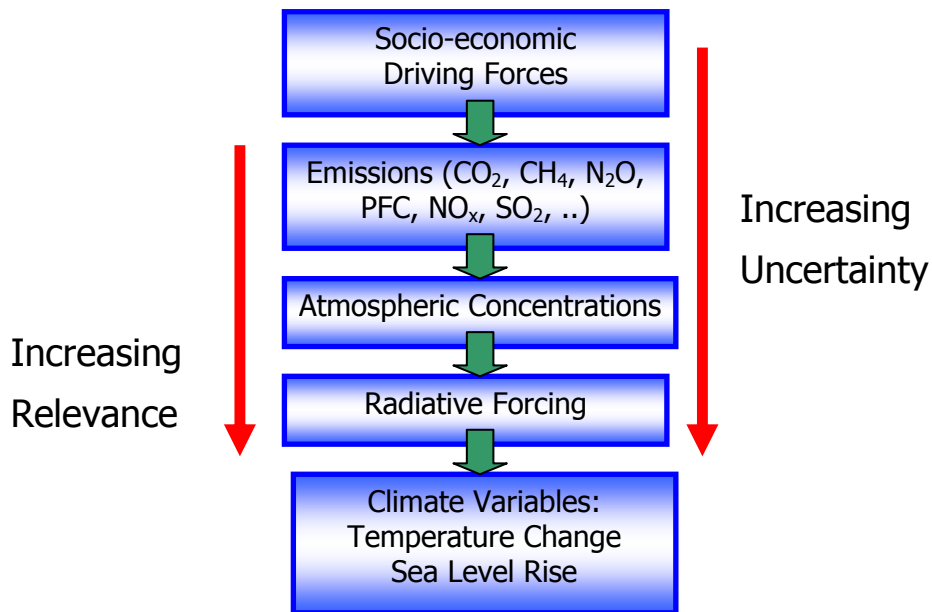 Socio-economic
Driving Forces
Emissions (CO₂, CH₄, N₂O,
PFC, NOₓ, SO₂, ..)
Increasing
Uncertainty
Atmospheric Concentrations
Increasing
Relevance
Radiative Forcing
Climate Variables:
Temperature Change
Sea Level Rise